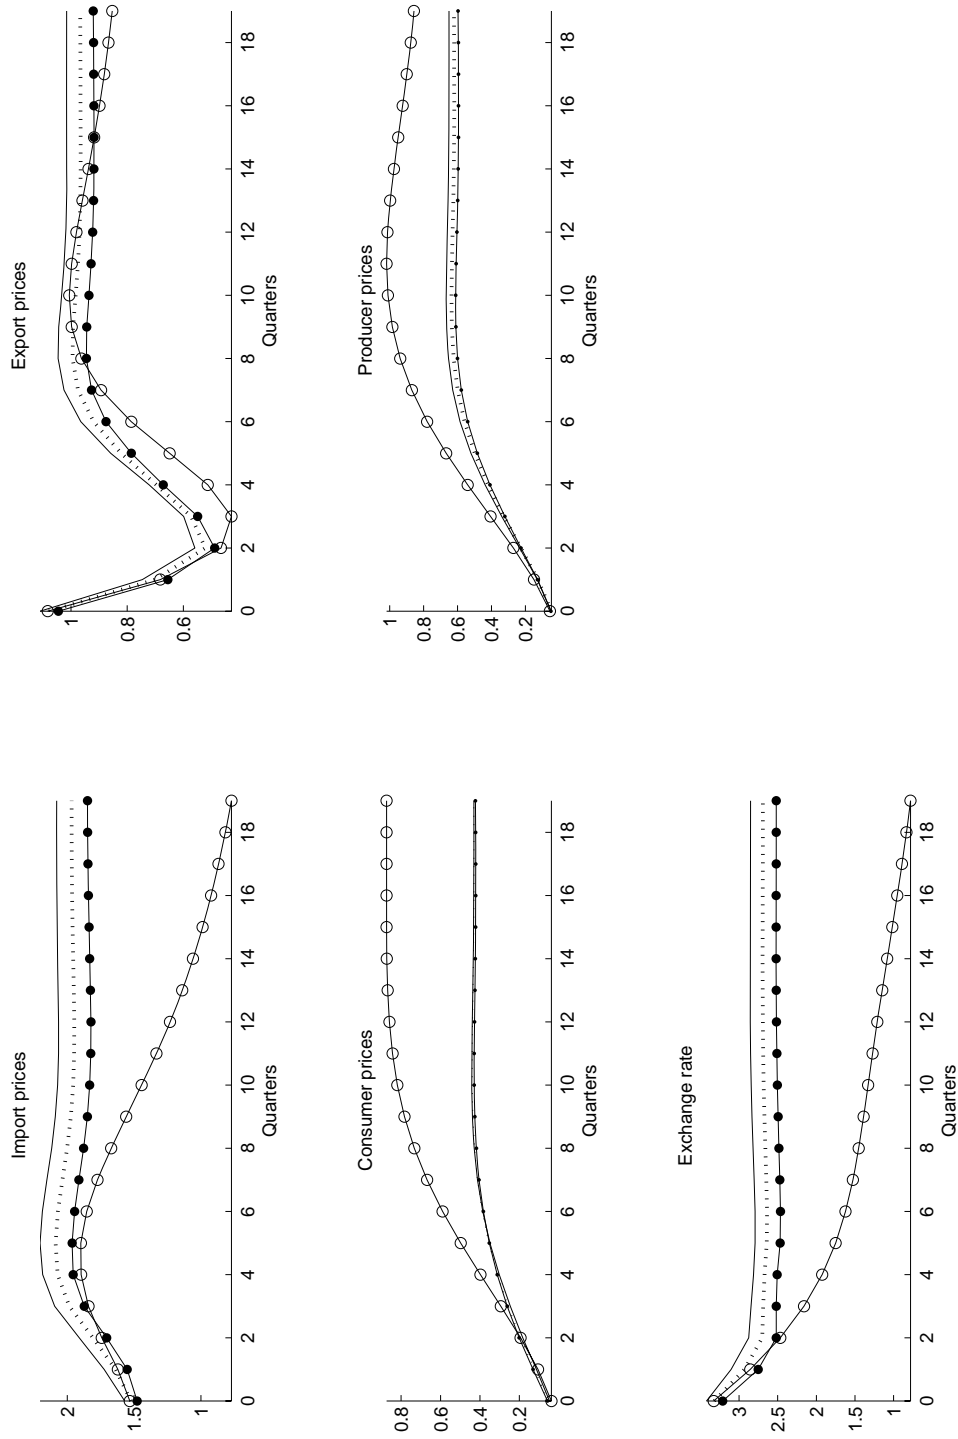 Import prices
2
1.5
1
0 2 4 6 8 10 12 14 16 18
Quarters
Export prices
1
0.8
0.6
0 2 4 6 8 10 12 14 16 18
Quarters
Consumer prices
0.8
0.6
0.4
0.2
0 2 4 6 8 10 12 14 16 18
Quarters
Producer prices
1
0.8
0.6
0.4
0.2
0 2 4 6 8 10 12 14 16 18
Quarters
Exchange rate
3
2.5
2
1.5
1
0 2 4 6 8 10 12 14 16 18
Quarters